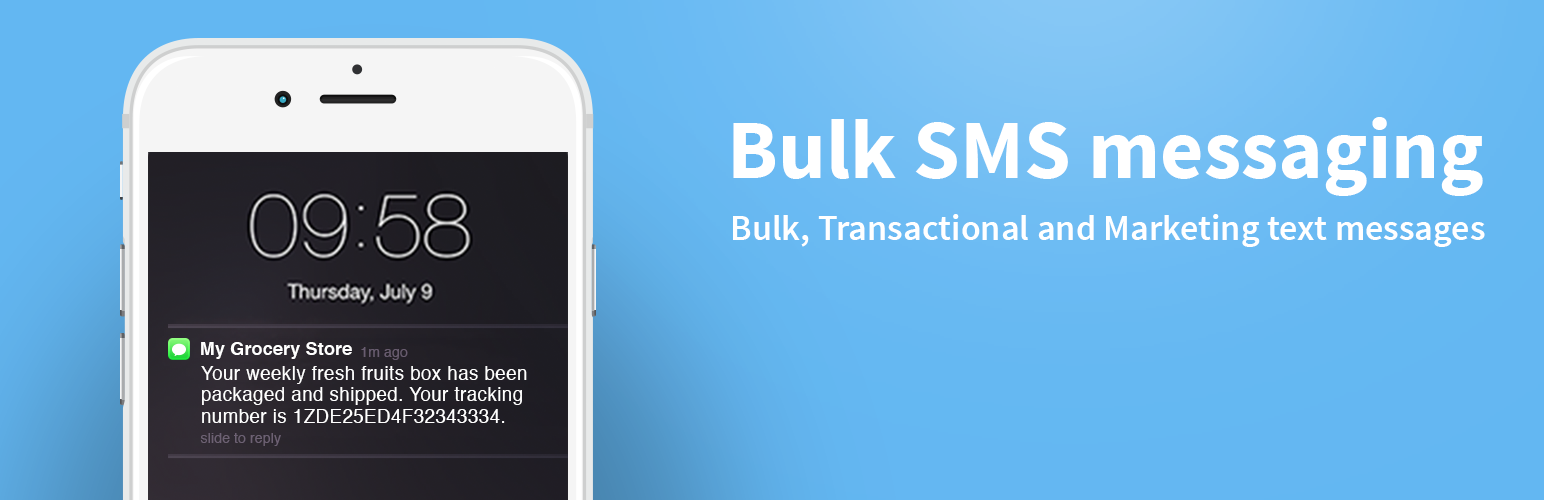 09:58
Thursday, July 9
My Grocery Store 1m ago
Your weekly fresh fruits box has been
packaged and shipped. Your tracking
number is 1ZDE25ED4F32343334.
slide to reply
Bulk SMS messaging
Bulk, Transactional and Marketing text messages